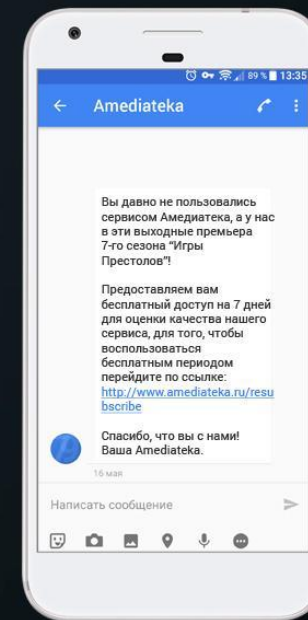 89 % 13:35
Amediateka
Вы давно не пользовались
сервисом Амедиатека, а у нас
в эти выходные премьера
7-го сезона "Игры
Престолов"!
Предоставляем вам
бесплатный доступ на 7 дней
для оценки качества нашего
сервиса, для того, чтобы
воспользоваться
бесплатным периодом
перейдите по ссылке:
http://www.amediateka.ru/resu
bscribe
Спасибо, что вы с нами!
Ваша Amediateka.
16 мая
Написать сообщение